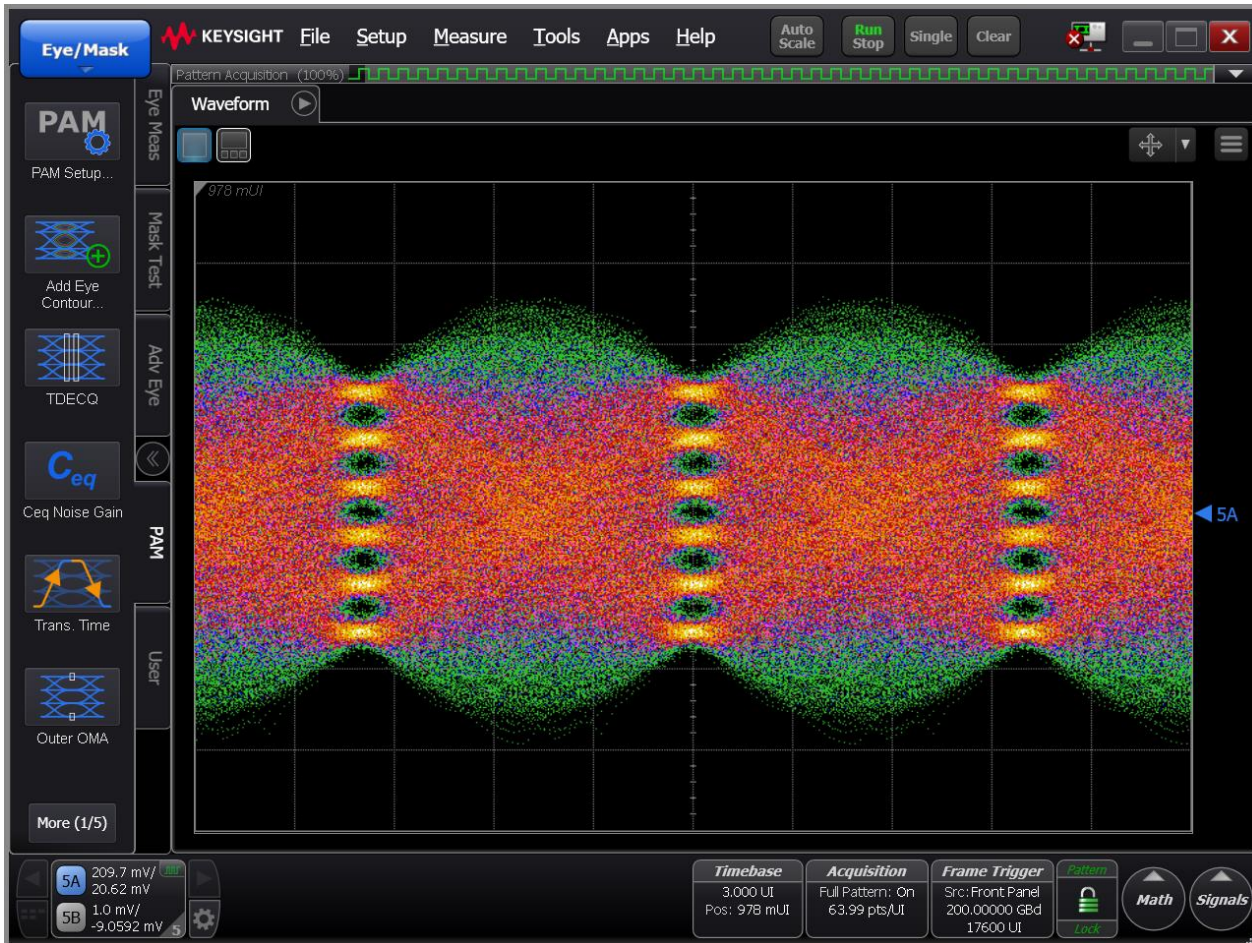 Eye/Mask
KEYSIGHT File Setup Measure Tools Apps Help
Auto Scale
Run Stop
Single
Clear
Pattern Acquisition (100%)
Waveform
Eye Meas
Mask Test
Adv Eye
PAM
User
PAM
PAM Setup...
Add Eye
Contour...
TDECQ
Ceq
Ceq Noise Gain
Trans. Time
Outer OMA
More (1/5)
978 mUI
5A
5A 209.7 mV/
20.62 mV
5B 1.0 mV/
-9.0592 mV
5
Timebase
3.000 UI
Pos: 978 mUI
Acquisition
Full Pattern: On
63.99 pts/UI
Frame Trigger
Src: Front Panel
200.00000 GBd
17600 UI
Pattern
Lock
Math
Signals